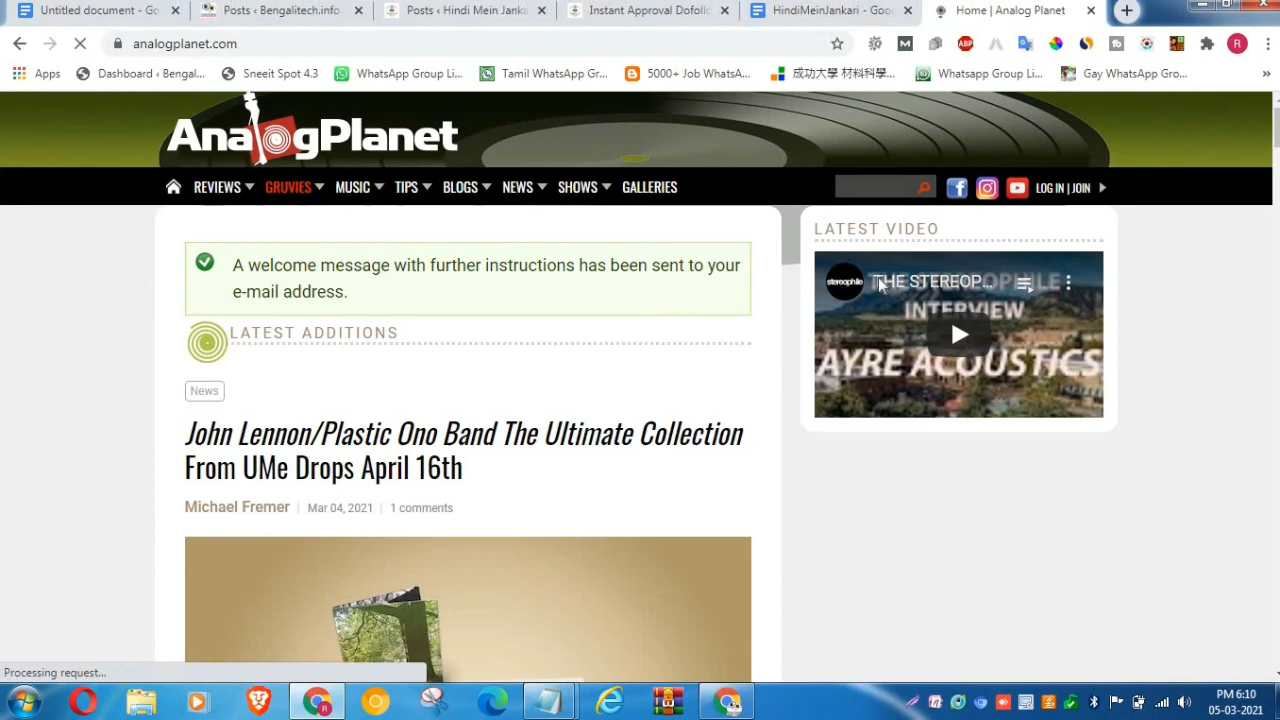 Untitled document - Go
Posts ‹ Bengalitech.info
Posts ‹ Hindi Mein Janka
Instant Approval Dofollo
HindiMeinJankari - Goo
Home | Analog Planet
analogplanet.com
R
Apps
Dashboard ‹ Bengal...
Sneeit Spot 4.3
WhatsApp Group Li...
Tamil WhatsApp Gr...
5000+ Job WhatsA...
成功大學 材料科學...
Whatsapp Group Li...
Gay WhatsApp Gro...
»
AnalogPlanet
REVIEWS
GRUVIES
MUSIC
TIPS
BLOGS
NEWS
SHOWS
GALLERIES
LOG IN | JOIN
A welcome message with further instructions has been sent to your
e-mail address.
LATEST ADDITIONS
News
John Lennon/Plastic Ono Band The Ultimate Collection
From UMe Drops April 16th
Michael Fremer | Mar 04, 2021 | 1 comments
LATEST VIDEO
stereophile
THE STEREOP...
THE STEREOPHILE
INTERVIEW
AYRE ACOUSTICS
Processing request...
PM 6:10
05-03-2021